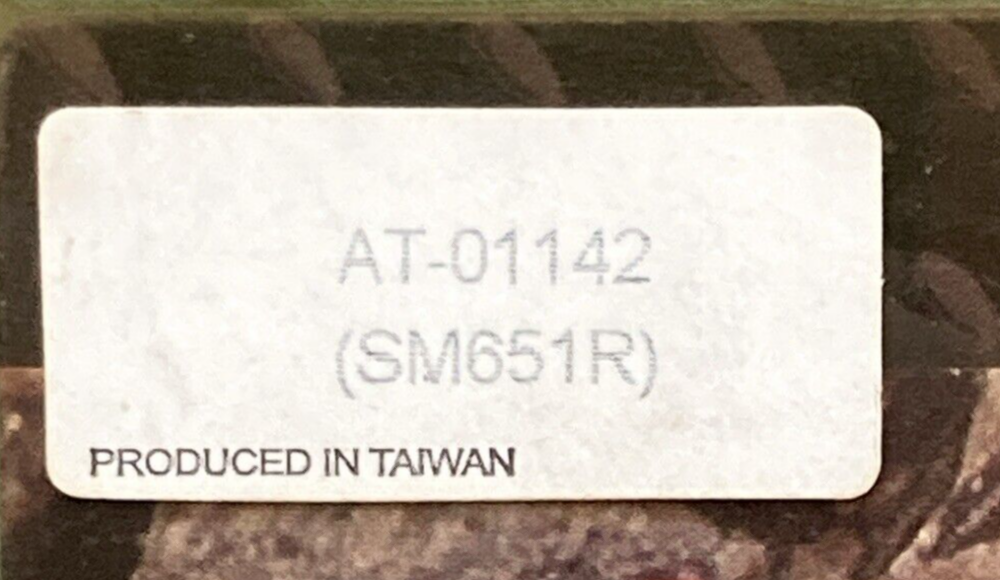 AT-01142
(SM651R)
PRODUCED IN TAIWAN